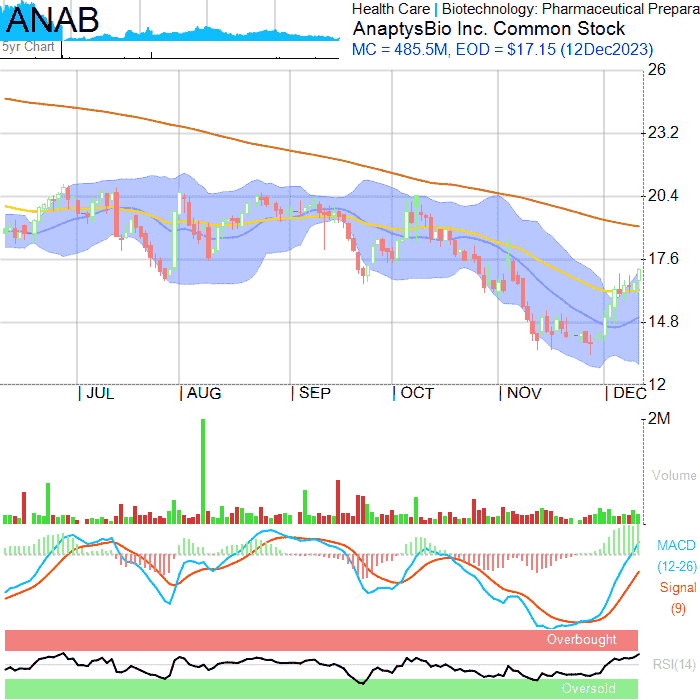 ANAB
5yr Chart
Health Care | Biotechnology: Pharmaceutical Prepara
AnaptysBio Inc. Common Stock
MC = 485.5M, EOD = $17.15 (12Dec2023)
26
23.2
20.4
17.6
14.8
12
JUL AUG SEP OCT NOV DEC
2M
Volume
MACD
(12-26)
Signal
(9)
Overbought
RSI(14)
Oversold